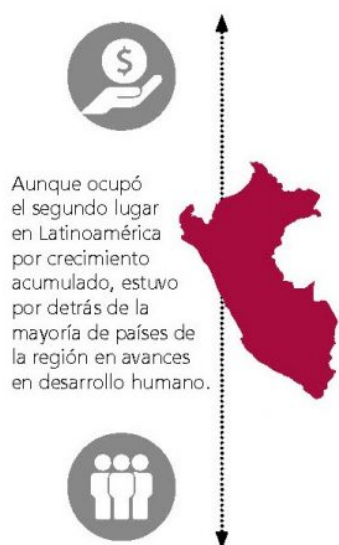 $
Aunque ocupó
el segundo lugar
en Latinoamérica
por crecimiento
acumulado, estuvo
por detrás de la
mayoría de países de
la región en avances
en desarrollo humano.